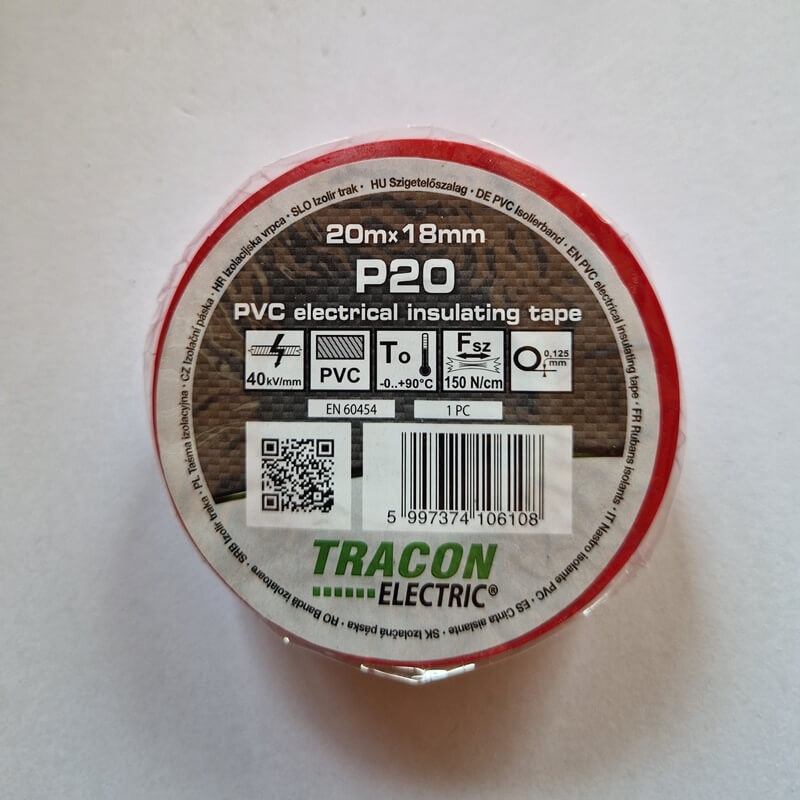 HR Izolacijska vrpca • SLO Izolir trak • HU Szigetelőszalag • DE PVC Isolierband • EN PVC electrical insulating tape • FR Rubans isolants • IT Nastro isolante PVC • ES Cinta aislante • SK Izolačná páska • RO Bandă izolatoare • SRB Izolir traka • PL Taśma izolacyjna • CZ Izolační páska •
20m×18mm
P20
PVC electrical insulating tape
40kV/mm
PVC
To
-0..+90°C
Fsz
150 N/cm
0,125
mm
EN 60454
1 PC
5 997374 106108
TRACON
ELECTRIC®